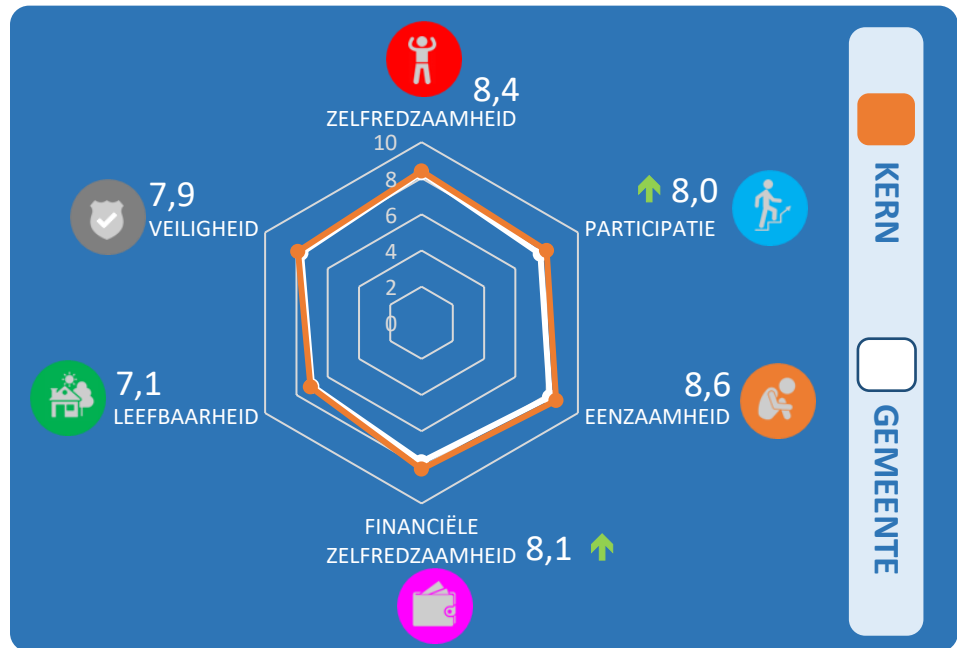 8,4
ZELFREDZAAMHEID
10
8
6
4
2
0
7,9
VEILIGHEID
8,0
PARTICIPATIE
7,1
LEEFBAARHEID
8,6
EENZAAMHEID
FINANCIËLE
ZELFREDZAAMHEID 8,1
KERN
GEMEENTE